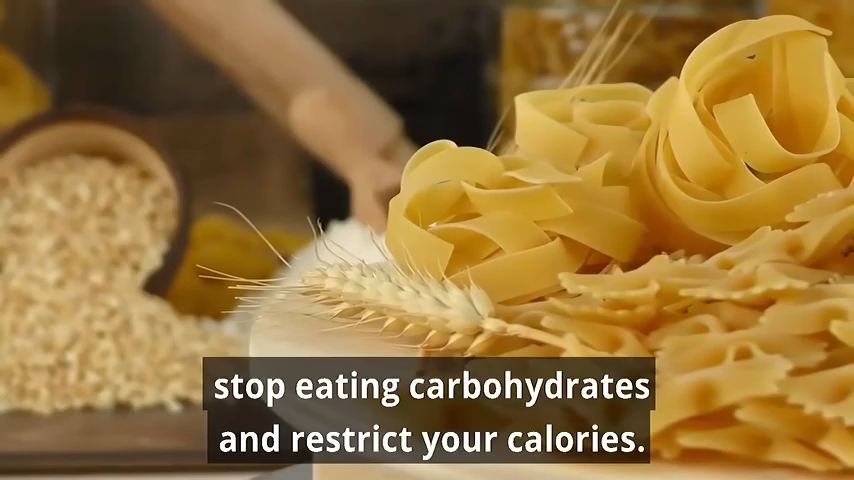 stop eating carbohydrates
and restrict your calories.